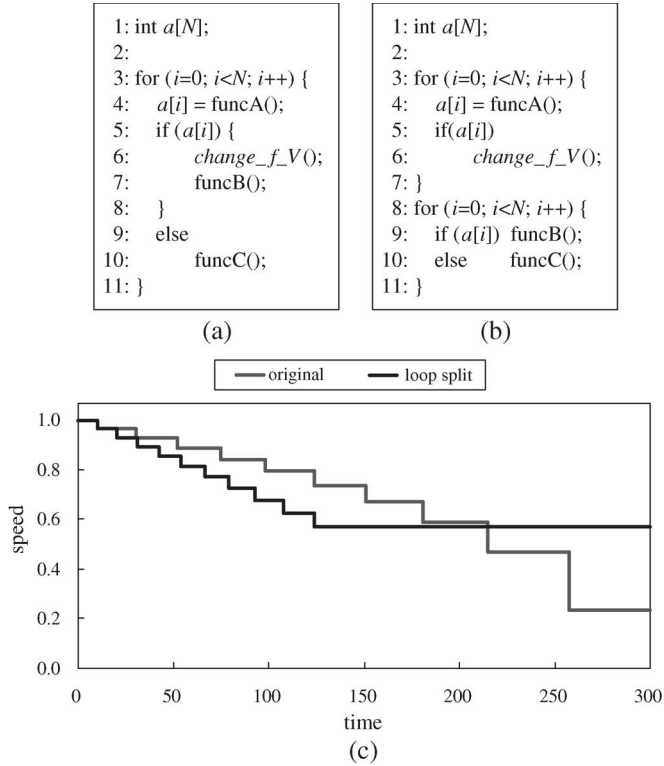 1: int a[N];
2:
3: for (i=0; i<N; i++) {
4: a[i] = funcA();
5: if (a[i]) {
6: change_f_V();
7: funcB();
8: }
9: else
10: funcC();
11: }
(a)
1: int a[N];
2:
3: for (i=0; i<N; i++) {
4: a[i] = funcA();
5: if(a[i])
6: change_f_V();
7: }
8: for (i=0; i<N; i++) {
9: if (a[i]) funcB();
10: else funcC();
11: }
(b)
original loop split
1.0
0.8
0.6
0.4
0.2
0.0
speed
0 50 100 150 200 250 300
time
(c)